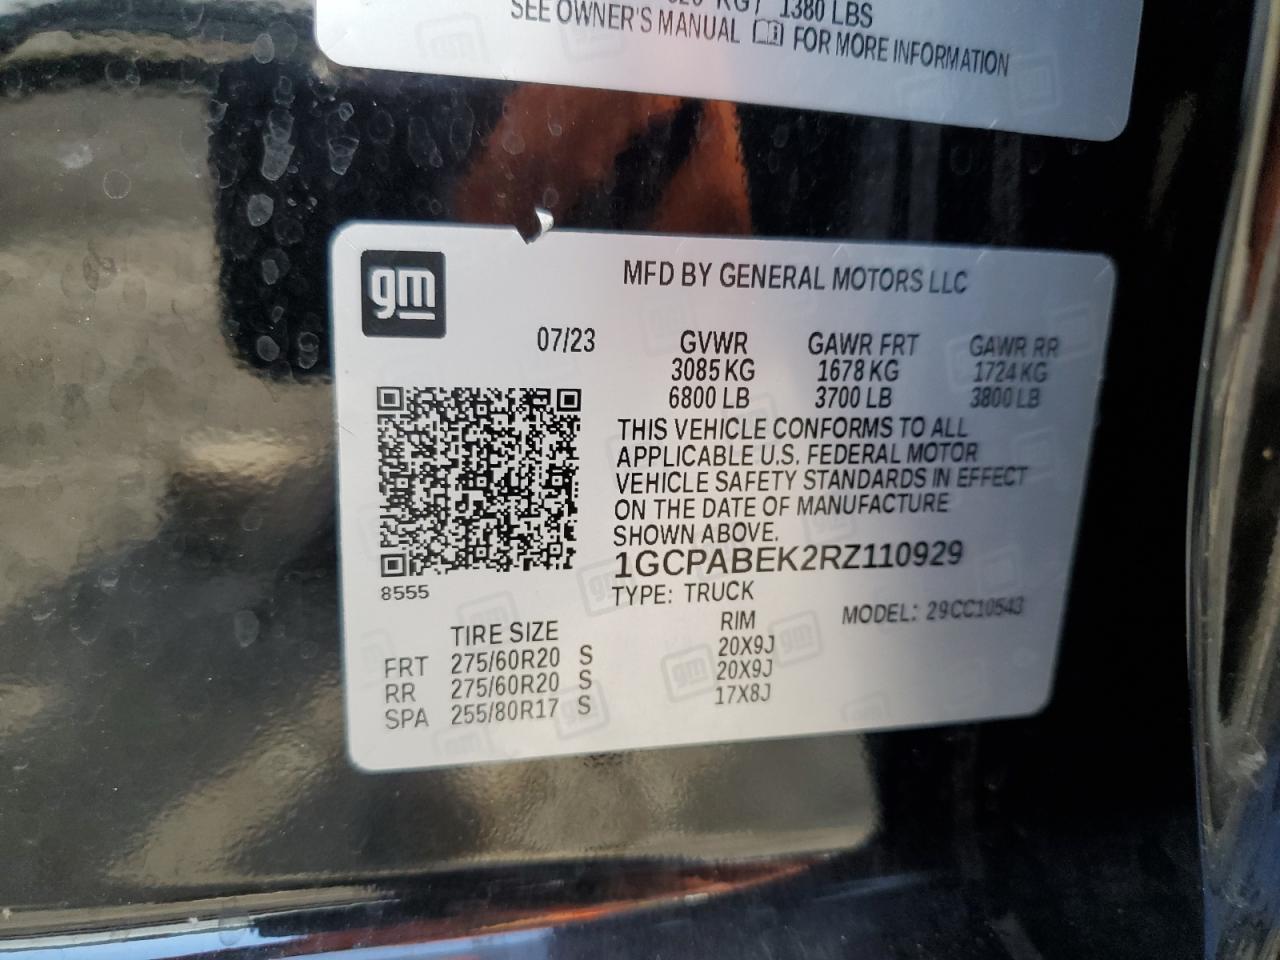 KG / 1380 LBS
SEE OWNER'S MANUAL FOR MORE INFORMATION
gm
MFD BY GENERAL MOTORS LLC
07/23 GVWR GAWR FRT GAWR RR
3085 KG 1678 KG 1724 KG
6800 LB 3700 LB 3800 LB
THIS VEHICLE CONFORMS TO ALL
APPLICABLE U.S. FEDERAL MOTOR
VEHICLE SAFETY STANDARDS IN EFFECT
ON THE DATE OF MANUFACTURE
SHOWN ABOVE.
1GCPABEK2RZ110929
8555
TYPE: TRUCK MODEL: 29CC10543
TIRE SIZE RIM
FRT 275/60R20 S 20X9J
RR 275/60R20 S 20X9J
SPA 255/80R17 S 17X8J